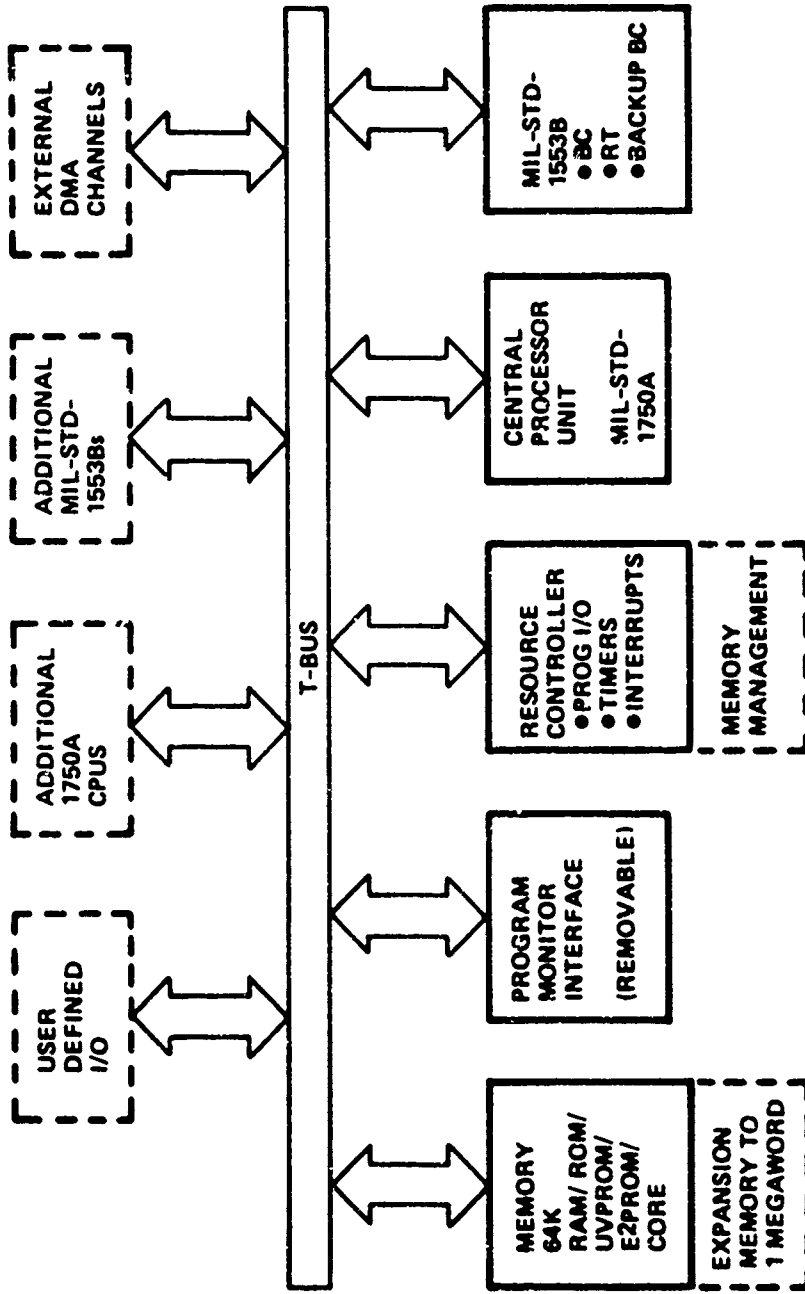 USER
DEFINED
I/O
ADDITIONAL
1750A
CPUS
ADDITIONAL
MIL-STD-
1553Bs
EXTERNAL
DMA
CHANNELS
T-BUS
MEMORY
64K
RAM/ ROM/
UVPROM/
E2PROM/
CORE
EXPANSION
MEMORY TO
1 MEGAWORD
PROGRAM
MONITOR
INTERFACE
(REMOVABLE)
RESOURCE
CONTROLLER
●PROG I/O
●TIMERS
●INTERRUPTS
MEMORY
MANAGEMENT
CENTRAL
PROCESSOR
UNIT
MIL-STD-
1750A
MIL-STD-
1553B
●BC
●RT
●BACKUP BC